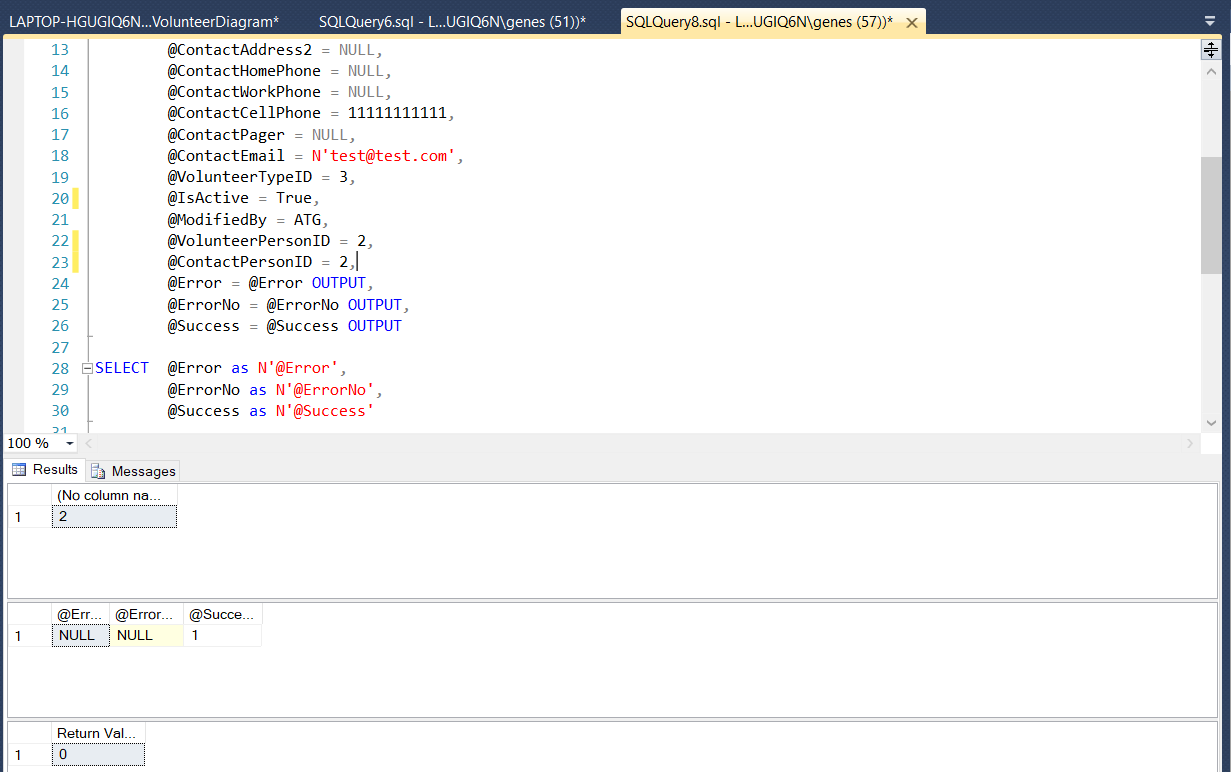 LAPTOP-HGUGIQ6N...VolunteerDiagram* SQLQuery6.sql - L...UGIQ6N\genes (51))* SQLQuery8.sql - L...UGIQ6N\genes (57))*
13 @ContactAddress2 = NULL,
14 @ContactHomePhone = NULL,
15 @ContactWorkPhone = NULL,
16 @ContactCellPhone = 11111111111,
17 @ContactPager = NULL,
18 @ContactEmail = N'test@test.com',
19 @VolunteerTypeID = 3,
20 @IsActive = True,
21 @ModifiedBy = ATG,
22 @VolunteerPersonID = 2,
23 @ContactPersonID = 2,
24 @Error = @Error OUTPUT,
25 @ErrorNo = @ErrorNo OUTPUT,
26 @Success = @Success OUTPUT
27
28 SELECT @Error as N'@Error',
29 @ErrorNo as N'@ErrorNo',
30 @Success as N'@Success'
31
100 %
Results Messages
(No column na...
1 2
@Err... @Error... @Succe...
1 NULL NULL 1
Return Val...
1 0